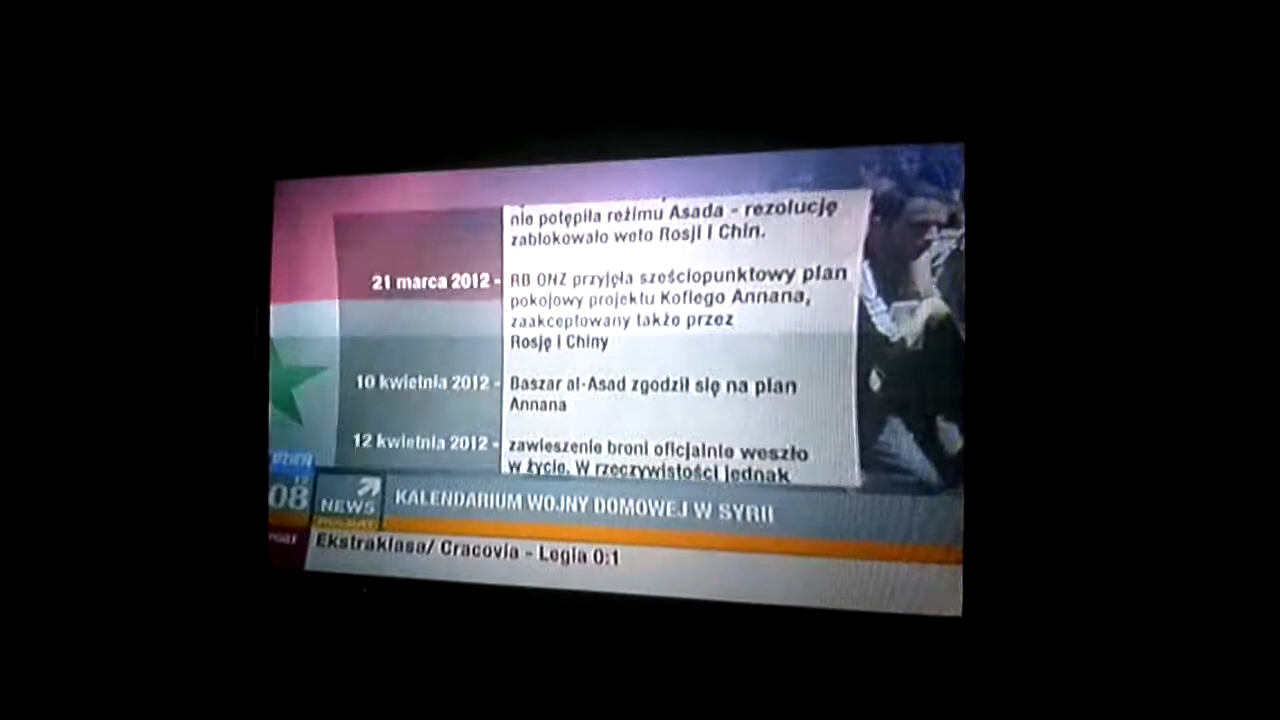 nie potępiła reżimu Asada - rezolucję
zablokowało weto Rosji i Chin.
21 marca 2012 - RB ONZ przyjęła sześciopunktowy plan
pokojowy projektu Kofiego Annana,
zaakceptowany także przez
Rosję i Chiny
10 kwietnia 2012 - Baszar al-Asad zgodził się na plan
Annana
12 kwietnia 2012 - zawieszenie broni oficjalnie weszło
w życie. W rzeczywistości jednak
DZIEŃ
08
NEWS
POLSAT
KALENDARIUM WOJNY DOMOWEJ W SYRII
Ekstraklasa/ Cracovia - Legia 0:1